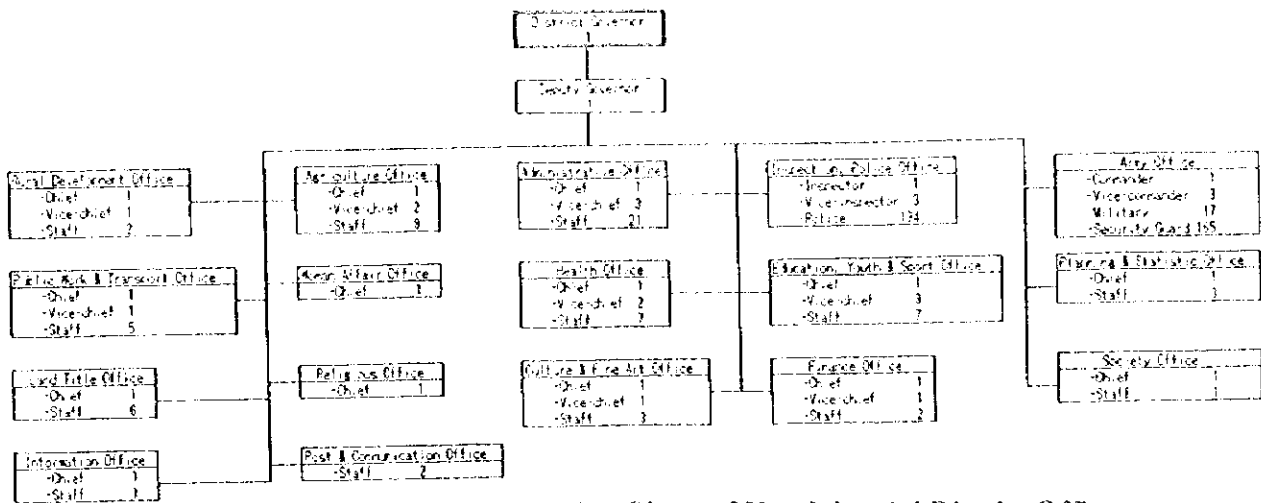 District Governor
1
Deputy Governor
1
Rural Development Office
-Chief 1
-Vice-chief 1
-Staff 2
Agriculture Office
-Chief 1
-Vice-chief 2
-Staff 9
Administrative Office
-Chief 1
-Vice-chief 3
-Staff 21
Inspection, Police Office
-Inspector 1
-Vice-inspector 3
-Police 134
Army Office
-Commander 1
-Vice-commander 3
-Military 17
-Security Guard 165
Public Work & Transport Office
-Chief 1
-Vice-chief 1
-Staff 5
Woman Affair Office
-Chief
Health Office
-Chief 1
-Vice-chief 2
-Staff 7
Education, Youth & Sport Office
-Chief 1
-Vice-chief 3
-Staff 7
Planning & Statistic Office
-Chief 1
-Staff 3
Land Title Office
-Chief 1
-Staff 6
Religious Office
-Chief 1
Culture & Fine Art Office
-Chief 1
-Vice-chief 1
-Staff 3
Finance Office
-Chief 1
-Vice-chief 1
-Staff 2
Society Office
-Chief 1
-Staff 1
Information Office
-Chief
-Staff
Post & Communication Office
-Staff 2